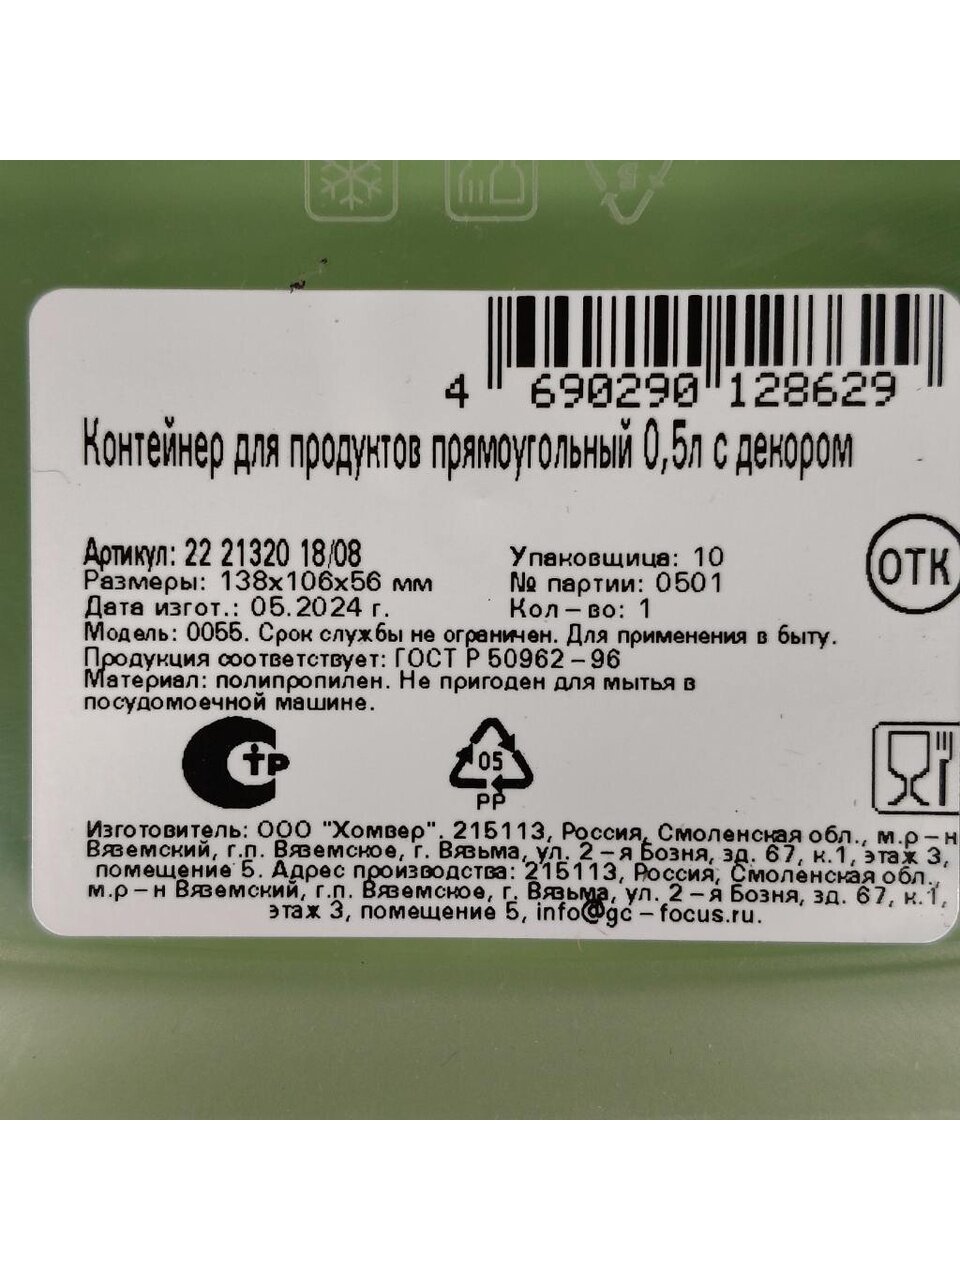 4 690290 128629
Контейнер для продуктов прямоугольный 0,5л с декором
Артикул: 22 21320 18/08
Размеры: 138х106х56 мм
Дата изгот.: 05.2024 г.
Упаковщица: 10
№ партии: 0501
Кол-во: 1
ОТК
Модель: 0055. Срок службы не ограничен. Для применения в быту.
Продукция соответствует: ГОСТ Р 50962-96
Материал: полипропилен. Не пригоден для мытья в
посудомоечной машине.
05
PP
Изготовитель: ООО "Хомвер". 215113, Россия, Смоленская обл., м.р-н
Вяземский, г.п. Вяземское, г. Вязьма, ул. 2-я Бозня, зд. 67, к.1, этаж 3,
помещение 5. Адрес производства: 215113, Россия, Смоленская обл.,
м.р-н Вяземский, г.п. Вяземское, г. Вязьма, ул. 2-я Бозня, зд. 67, к.1,
этаж 3, помещение 5, info@gc-focus.ru.